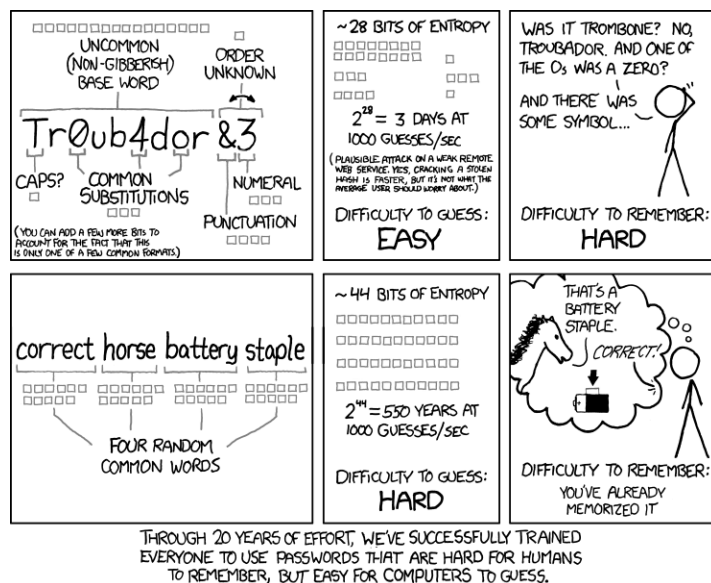 UNCOMMON
(NON-GIBBERISH)
BASE WORD
ORDER
UNKNOWN
Tr0ub4dor &3
CAPS?
COMMON
SUBSTITUTIONS
NUMERAL
PUNCTUATION
(YOU CAN ADD A FEW MORE BITS TO
ACCOUNT FOR THE FACT THAT THIS
IS ONLY ONE OF A FEW COMMON FORMATS.)
~28 BITS OF ENTROPY
2^28 = 3 DAYS AT
1000 GUESSES/SEC
(PLAUSIBLE ATTACK ON A WEAK REMOTE
WEB SERVICE. YES, CRACKING A STOLEN
HASH IS FASTER, BUT IT'S NOT WHAT THE
AVERAGE USER SHOULD WORRY ABOUT.)
DIFFICULTY TO GUESS:
EASY
WAS IT TROMBONE? NO,
TROUBADOR. AND ONE OF
THE Os WAS A ZERO?
AND THERE WAS
SOME SYMBOL...
DIFFICULTY TO REMEMBER:
HARD
correct horse battery staple
FOUR RANDOM
COMMON WORDS
~44 BITS OF ENTROPY
2^44 = 550 YEARS AT
1000 GUESSES/SEC
DIFFICULTY TO GUESS:
HARD
THAT'S A
BATTERY
STAPLE.
CORRECT!
DIFFICULTY TO REMEMBER:
YOU'VE ALREADY
MEMORIZED IT
THROUGH 20 YEARS OF EFFORT, WE'VE SUCCESSFULLY TRAINED
EVERYONE TO USE PASSWORDS THAT ARE HARD FOR HUMANS
TO REMEMBER, BUT EASY FOR COMPUTERS TO GUESS.